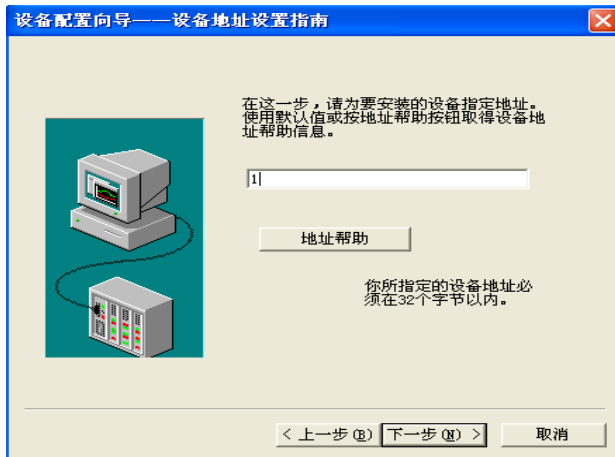 设备配置向导——设备地址设置指南
在这一步，请为要安装的设备指定地址。
使用默认值或按地址帮助按钮取得设备地
址帮助信息。
1
地址帮助
你所指定的设备地址必
须在32个字节以内。
< 上一步(B) 下一步(N) > 取消